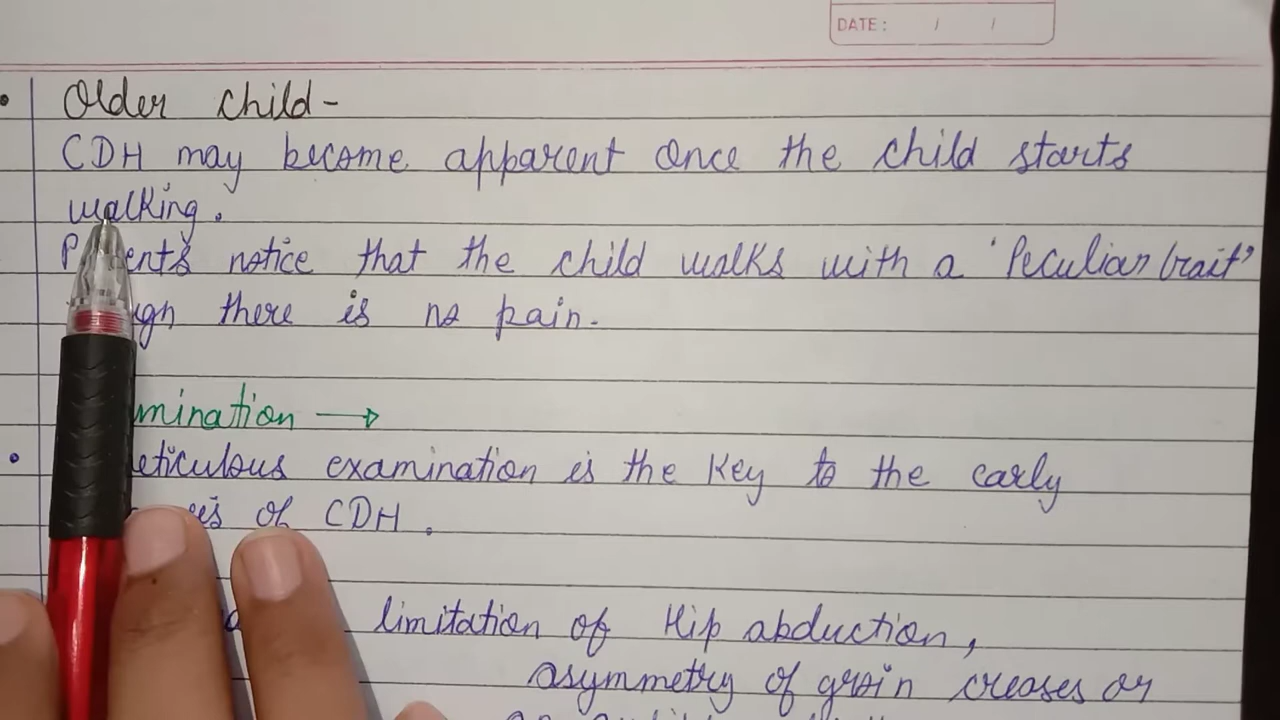 DATE: / /
• Older child-
CDH may become apparent once the child starts
walking.
notice that the child walks with a 'Peculiar Grait'
there is no pain.
mination →
• eticulous examination is the key to the early
of CDH.
limitation of Hip abduction,
asymmetry of groin creases or